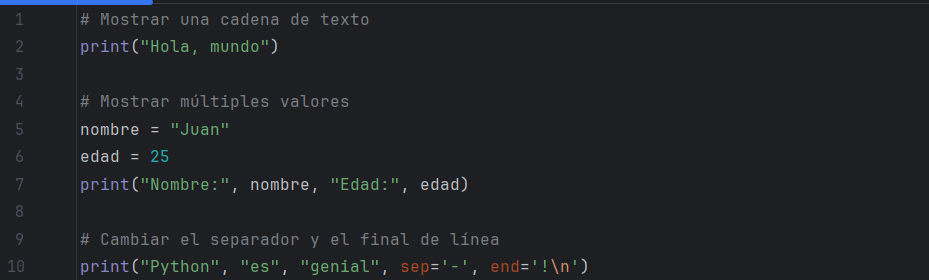 1 # Mostrar una cadena de texto
2 print("Hola, mundo")
3
4 # Mostrar múltiples valores
5 nombre = "Juan"
6 edad = 25
7 print("Nombre:", nombre, "Edad:", edad)
8
9 # Cambiar el separador y el final de línea
10 print("Python", "es", "genial", sep='-', end='!\n')